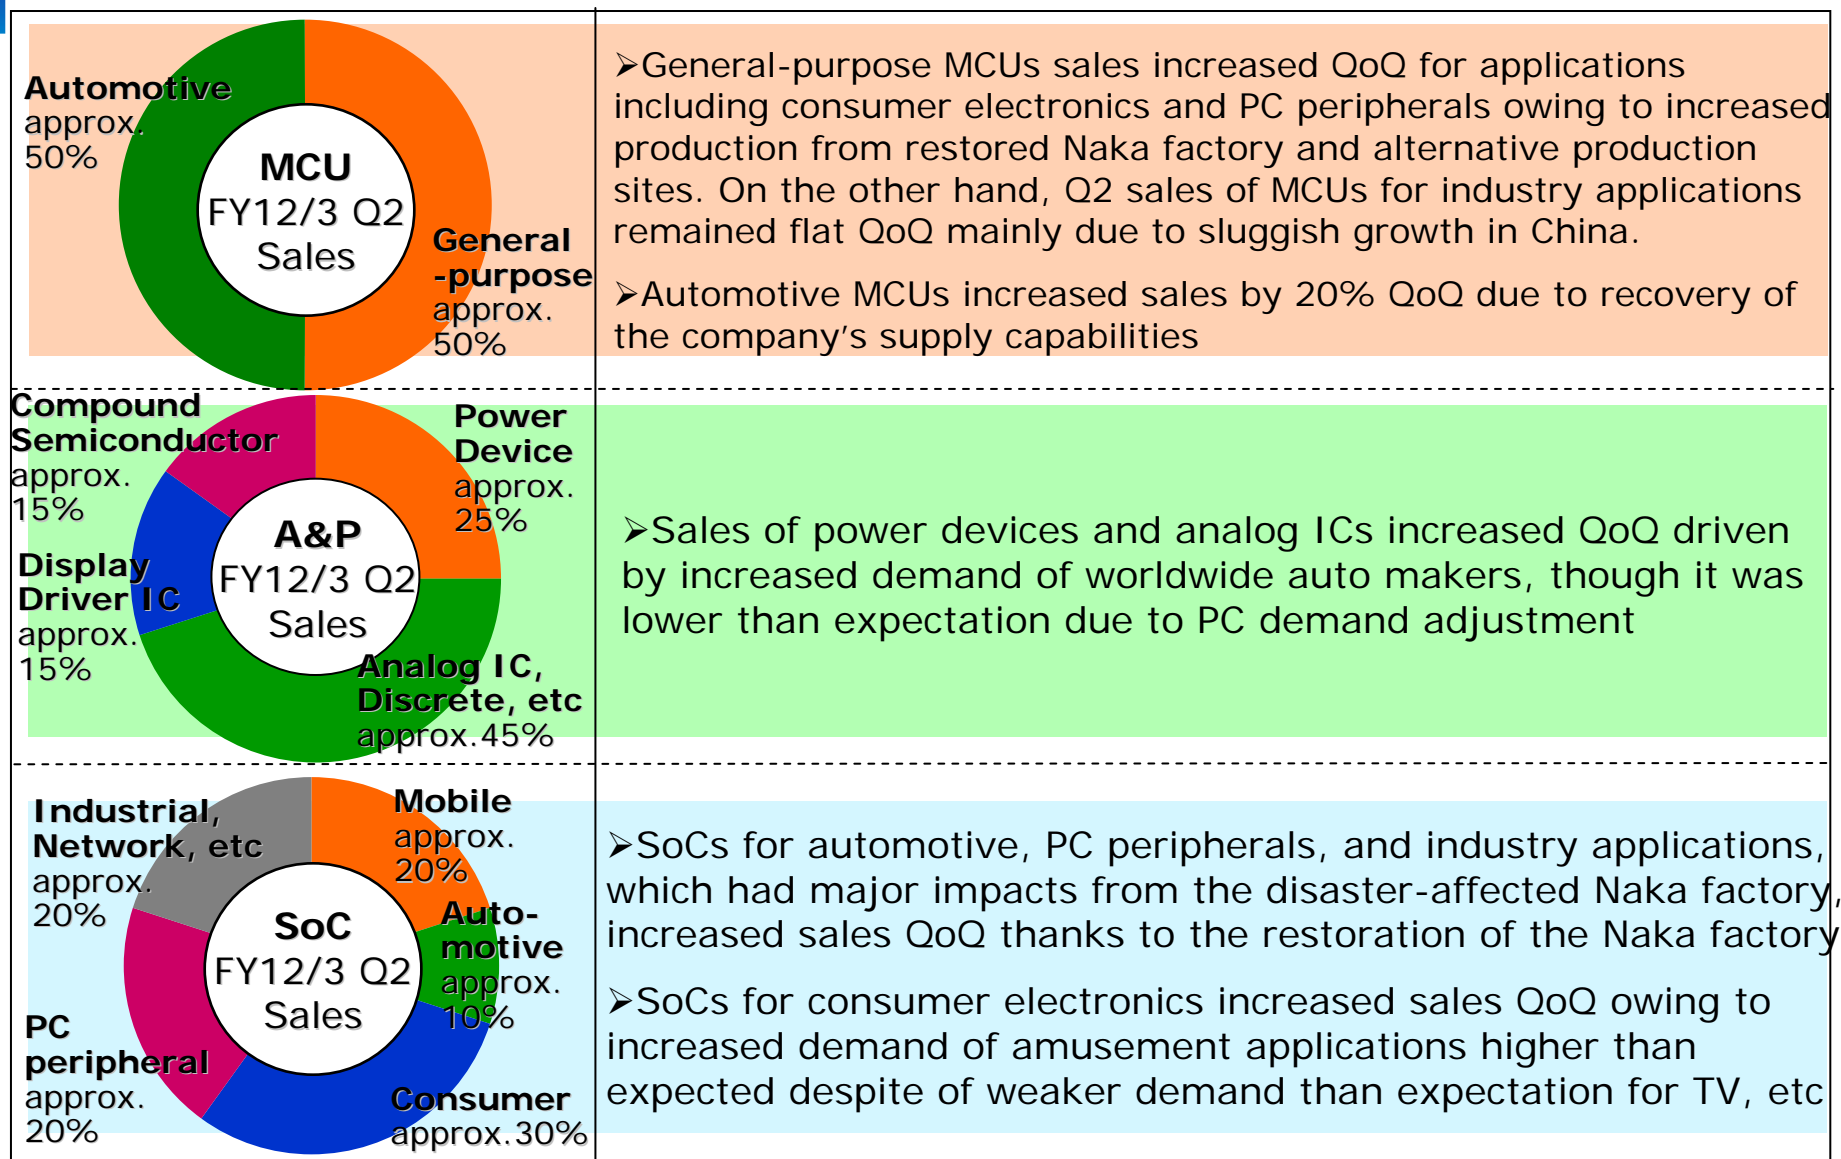 Automotive
approx.
50%
MCU
FY12/3 Q2
Sales
General
-purpose
approx.
50%
➢General-purpose MCUs sales increased QoQ for applications
including consumer electronics and PC peripherals owing to increased
production from restored Naka factory and alternative production
sites. On the other hand, Q2 sales of MCUs for industry applications
remained flat QoQ mainly due to sluggish growth in China.
➢Automotive MCUs increased sales by 20% QoQ due to recovery of
the company’s supply capabilities
Compound
Semiconductor
approx.
15%
Power
Device
approx.
25%
A&P
FY12/3 Q2
Sales
Display
Driver IC
approx.
15%
Analog IC,
Discrete, etc
approx.45%
➢Sales of power devices and analog ICs increased QoQ driven
by increased demand of worldwide auto makers, though it was
lower than expectation due to PC demand adjustment
Industrial,
Network, etc
approx.
20%
Mobile
approx.
20%
SoC
FY12/3 Q2
Sales
Auto-
motive
approx.
10%
PC
peripheral
approx.
20%
Consumer
approx.30%
➢SoCs for automotive, PC peripherals, and industry applications,
which had major impacts from the disaster-affected Naka factory,
increased sales QoQ thanks to the restoration of the Naka factory
➢SoCs for consumer electronics increased sales QoQ owing to
increased demand of amusement applications higher than
expected despite of weaker demand than expectation for TV, etc